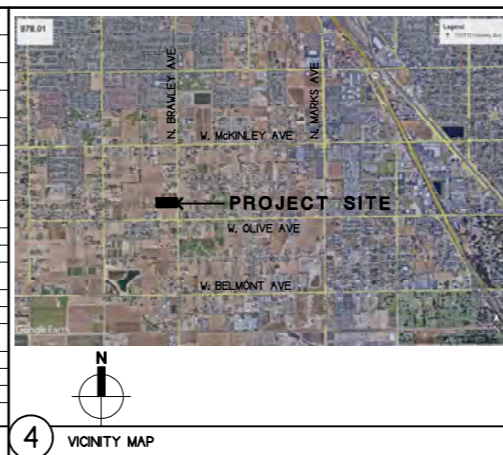 878.01
Legend
N. BRAWLEY AVE
N. MARKS AVE
W. McKINLEY AVE
PROJECT SITE
W. OLIVE AVE
W. BELMONT AVE
Google Earth
N
4
VICINITY MAP